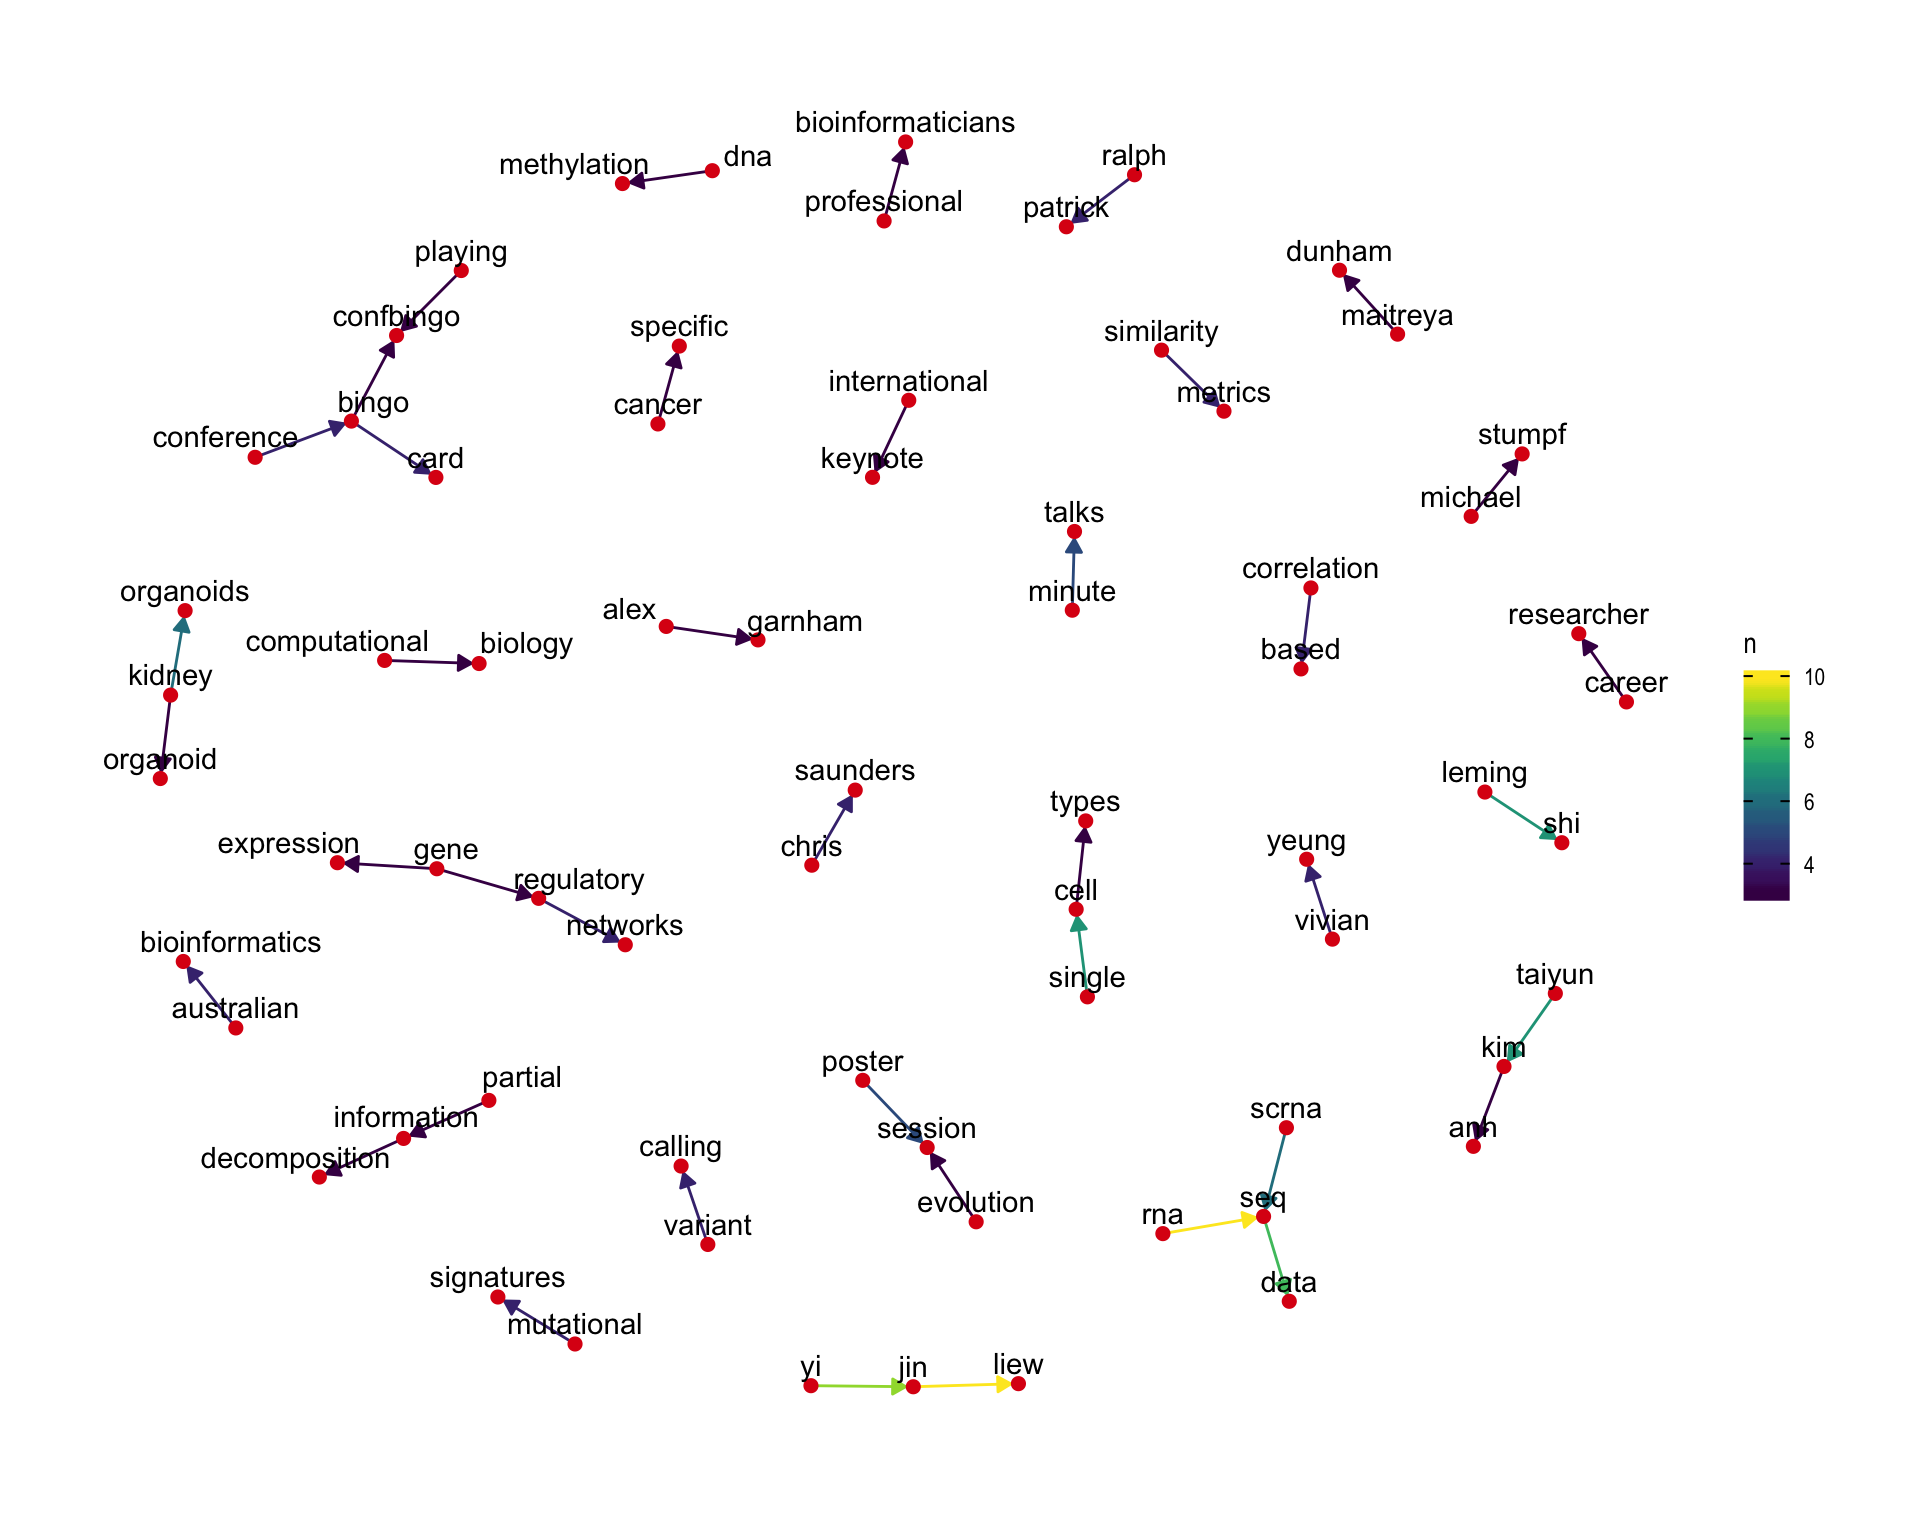 bioinformaticians
methylation
dna
ralph
professional
patrick
playing
dunham
confbingo
specific
similarity
maitreya
bingo
cancer
international
metrics
conference
card
keynote
stumpf
michael
talks
organoids
computational
biology
alex
garnham
minute
correlation
based
researcher
career
kidney
organoid
n
10
8
6
4
saunders
chris
types
leming
shi
expression
gene
regulatory
networks
cell
yeung
vivian
bioinformatics
australian
single
taiyun
kim
anh
partial
information
decomposition
poster
session
evolution
calling
variant
scrna
seq
rna
data
signatures
mutational
yi
jin
liew